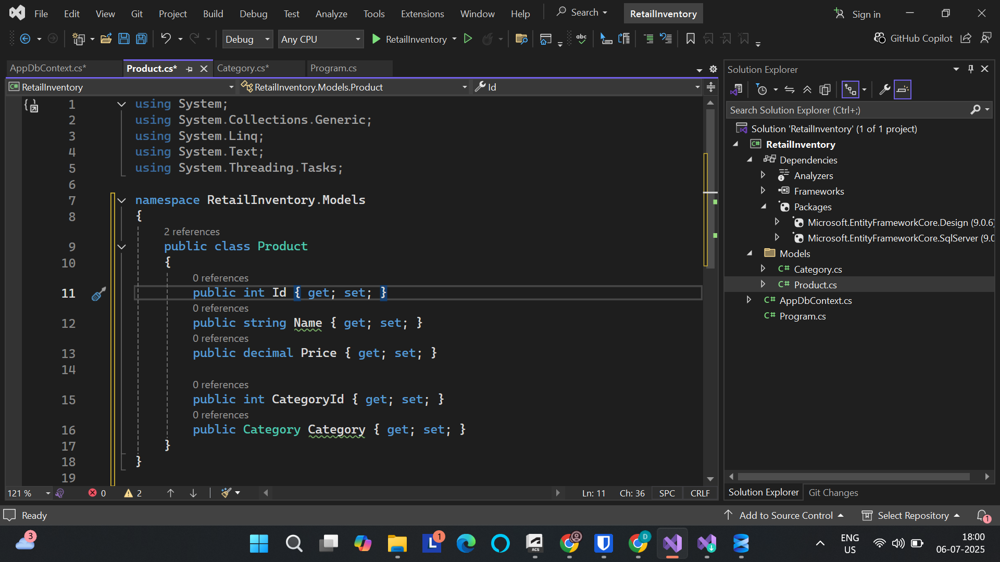 File Edit View Git Project Build Debug Test Analyze Tools Extensions Window Help Search RetailInventory Sign in
Debug Any CPU RetailInventory abc GitHub Copilot
AppDbContext.cs* Product.cs* Category.cs* Program.cs
C# RetailInventory RetailInventory.Models.Product Id
1 using System;
2 using System.Collections.Generic;
3 using System.Linq;
4 using System.Text;
5 using System.Threading.Tasks;
6
7 namespace RetailInventory.Models
8 {
2 references
9 public class Product
10 {
0 references
11 public int Id { get; set; }
0 references
12 public string Name { get; set; }
0 references
13 public decimal Price { get; set; }
14
0 references
15 public int CategoryId { get; set; }
0 references
16 public Category Category { get; set; }
17 }
18 }
19
121 % 0 2 Ln: 11 Ch: 36 SPC CRLF
Solution Explorer
Search Solution Explorer (Ctrl+;)
Solution 'RetailInventory' (1 of 1 project)
C# RetailInventory
Dependencies
Analyzers
Frameworks
Packages
Microsoft.EntityFrameworkCore.Design (9.0.6)
Microsoft.EntityFrameworkCore.SqlServer (9.0
Models
C# Category.cs
C# Product.cs
C# AppDbContext.cs
C# Program.cs
Solution Explorer Git Changes
Ready Add to Source Control Select Repository 1
3 L 1 ACS D ENG
US 18:00
06-07-2025